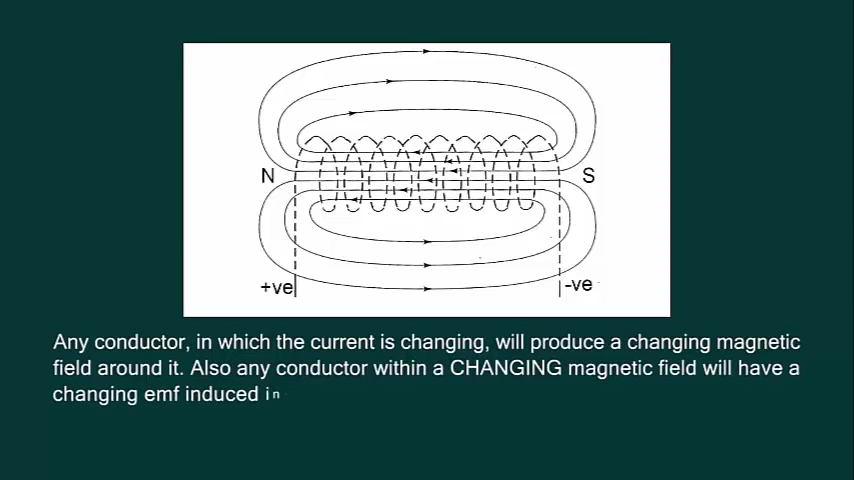 N S
+ve -ve
Any conductor, in which the current is changing, will produce a changing magnetic
field around it. Also any conductor within a CHANGING magnetic field will have a
changing emf induced in